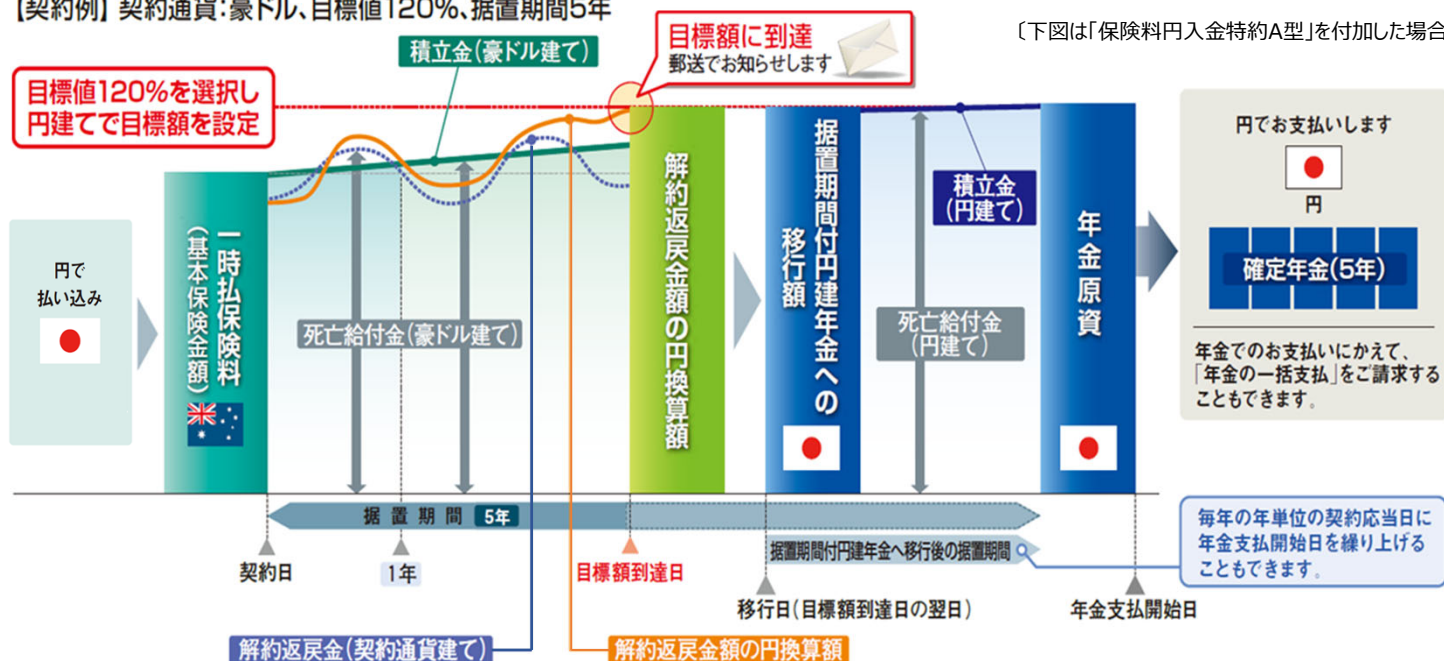 【契約例】 契約通貨:豪ドル、目標値120%、据置期間5年
〔下図は「保険料円入金特約A型」を付加した場合
積立金(豪ドル建て)
目標額に到達
郵送でお知らせします
目標値120%を選択し
円建てで目標額を設定
円で
払い込み
一時払保険料
(基本保険金額)
死亡給付金(豪ドル建て)
解約返戻金額の円換算額
据置期間付円建年金への
移行額
積立金
(円建て)
死亡給付金
(円建て)
年金原資
円でお支払いします
円
確定年金(5年)
年金でのお支払いにかえて、
「年金の一括支払」をご請求する
こともできます。
据置期間 5年
据置期間付円建年金へ移行後の据置期間
毎年の年単位の契約応当日に
年金支払開始日を繰り上げる
こともできます。
契約日
1年
目標額到達日
移行日(目標額到達日の翌日)
年金支払開始日
解約返戻金(契約通貨建て)
解約返戻金額の円換算額